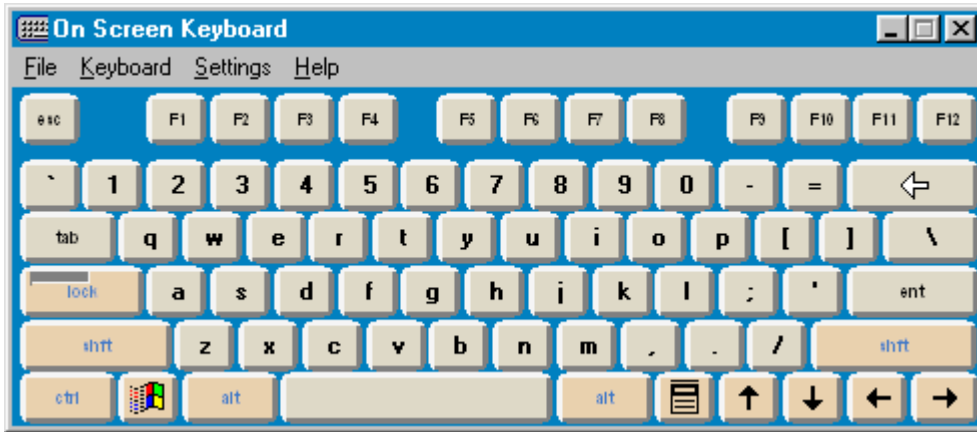 On Screen Keyboard
File Keyboard Settings Help
esc F1 F2 F3 F4 F5 F6 F7 F8 F9 F10 F11 F12
` 1 2 3 4 5 6 7 8 9 0 - =
tab q w e r t y u i o p [ ] \
lock a s d f g h j k l ; ' ent
shft z x c v b n m , . / shft
ctrl alt alt